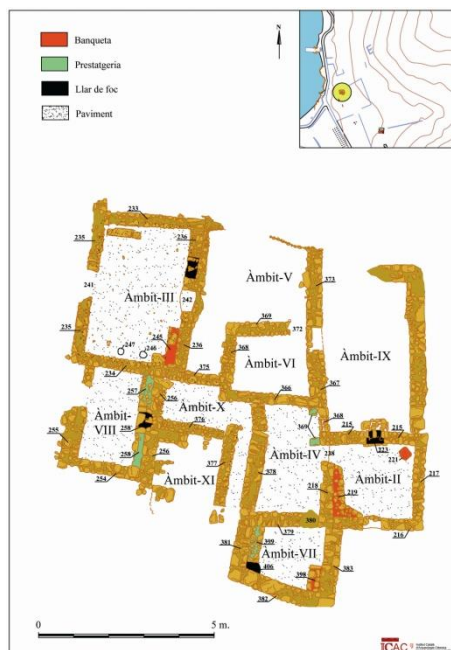 Banqueta
Prestatgeria
Llar de foc
Paviment
N
233
235
236
Àmbit-V
373
241
Àmbit-III
242
Àmbit-IX
369
372
235
247
246
245
236
368
Àmbit-VI
234
375
367
257
256
366
Àmbit-X
368
Àmbit-
VIII
258
376
369
215
215
255
Àmbit-IV
223
221
377
378
238
Àmbit-II
258
256
Àmbit-XI
218
217
254
219
380
379
216
381
399
Àmbit-VII
383
406
398
382
0
5 m.
ICAC